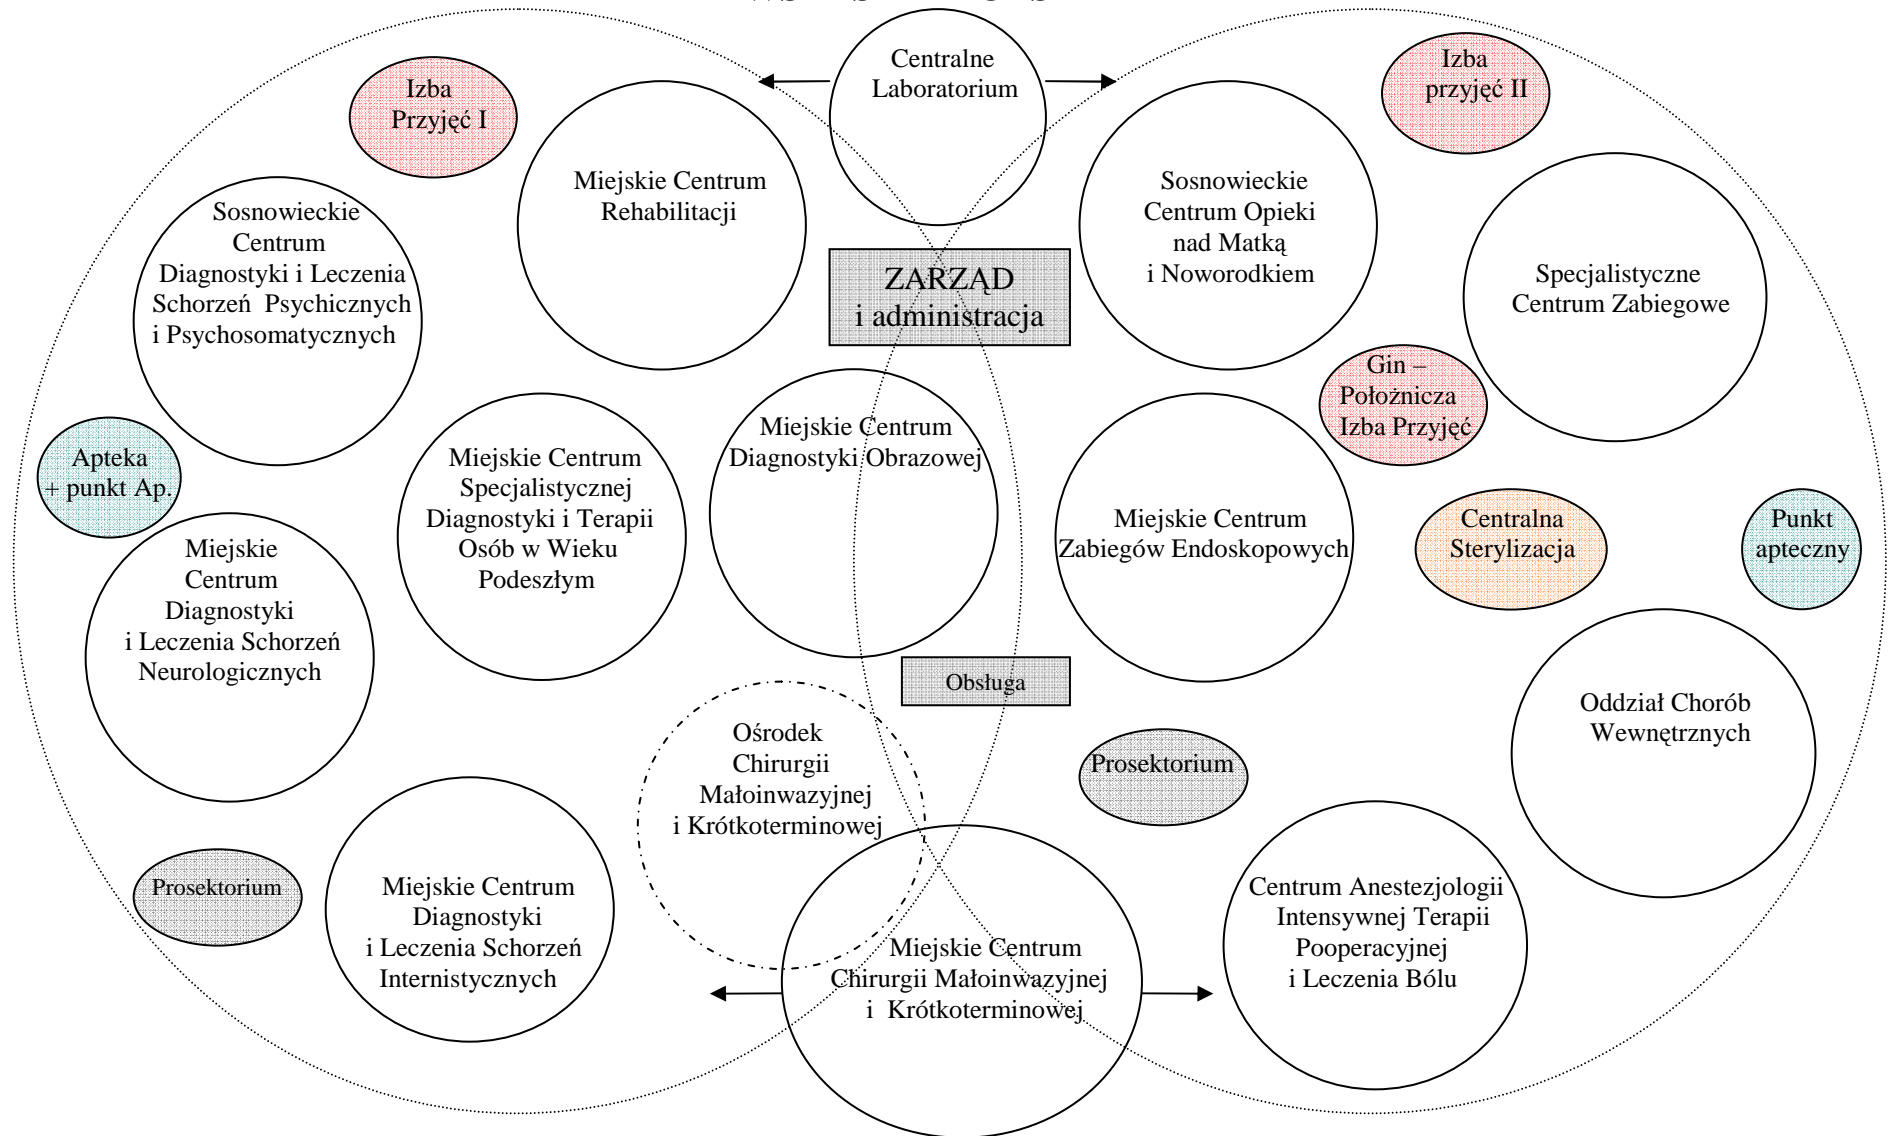 Centralne
Laboratorium
Izba
Przyjęć I
Izba
przyjęć II
Miejskie Centrum
Rehabilitacji
Sosnowieckie
Centrum Opieki
nad Matką
i Noworodkiem
Sosnowieckie
Centrum
Diagnostyki i Leczenia
Schorzeń Psychicznych
i Psychosomatycznych
ZARZĄD
i administracja
Specjalistyczne
Centrum Zabiegowe
Gin –
Położnicza
Izba Przyjęć
Apteka
+ punkt Ap.
Miejskie Centrum
Specjalistycznej
Diagnostyki i Terapii
Osób w Wieku
Podeszłym
Miejskie Centrum
Diagnostyki Obrazowej
Miejskie Centrum
Zabiegów Endoskopowych
Centralna
Sterylizacja
Punkt
apteczny
Miejskie
Centrum
Diagnostyki
i Leczenia Schorzeń
Neurologicznych
Obsługa
Oddział Chorób
Wewnętrznych
Ośrodek
Chirurgii
Małoinwazyjnej
i Krótkoterminowej
Prosektorium
Prosektorium
Miejskie Centrum
Diagnostyki
i Leczenia Schorzeń
Internistycznych
Miejskie Centrum
Chirurgii Małoinwazyjnej
i Krótkoterminowej
Centrum Anestezjologii
Intensywnej Terapii
Pooperacyjnej
i Leczenia Bólu